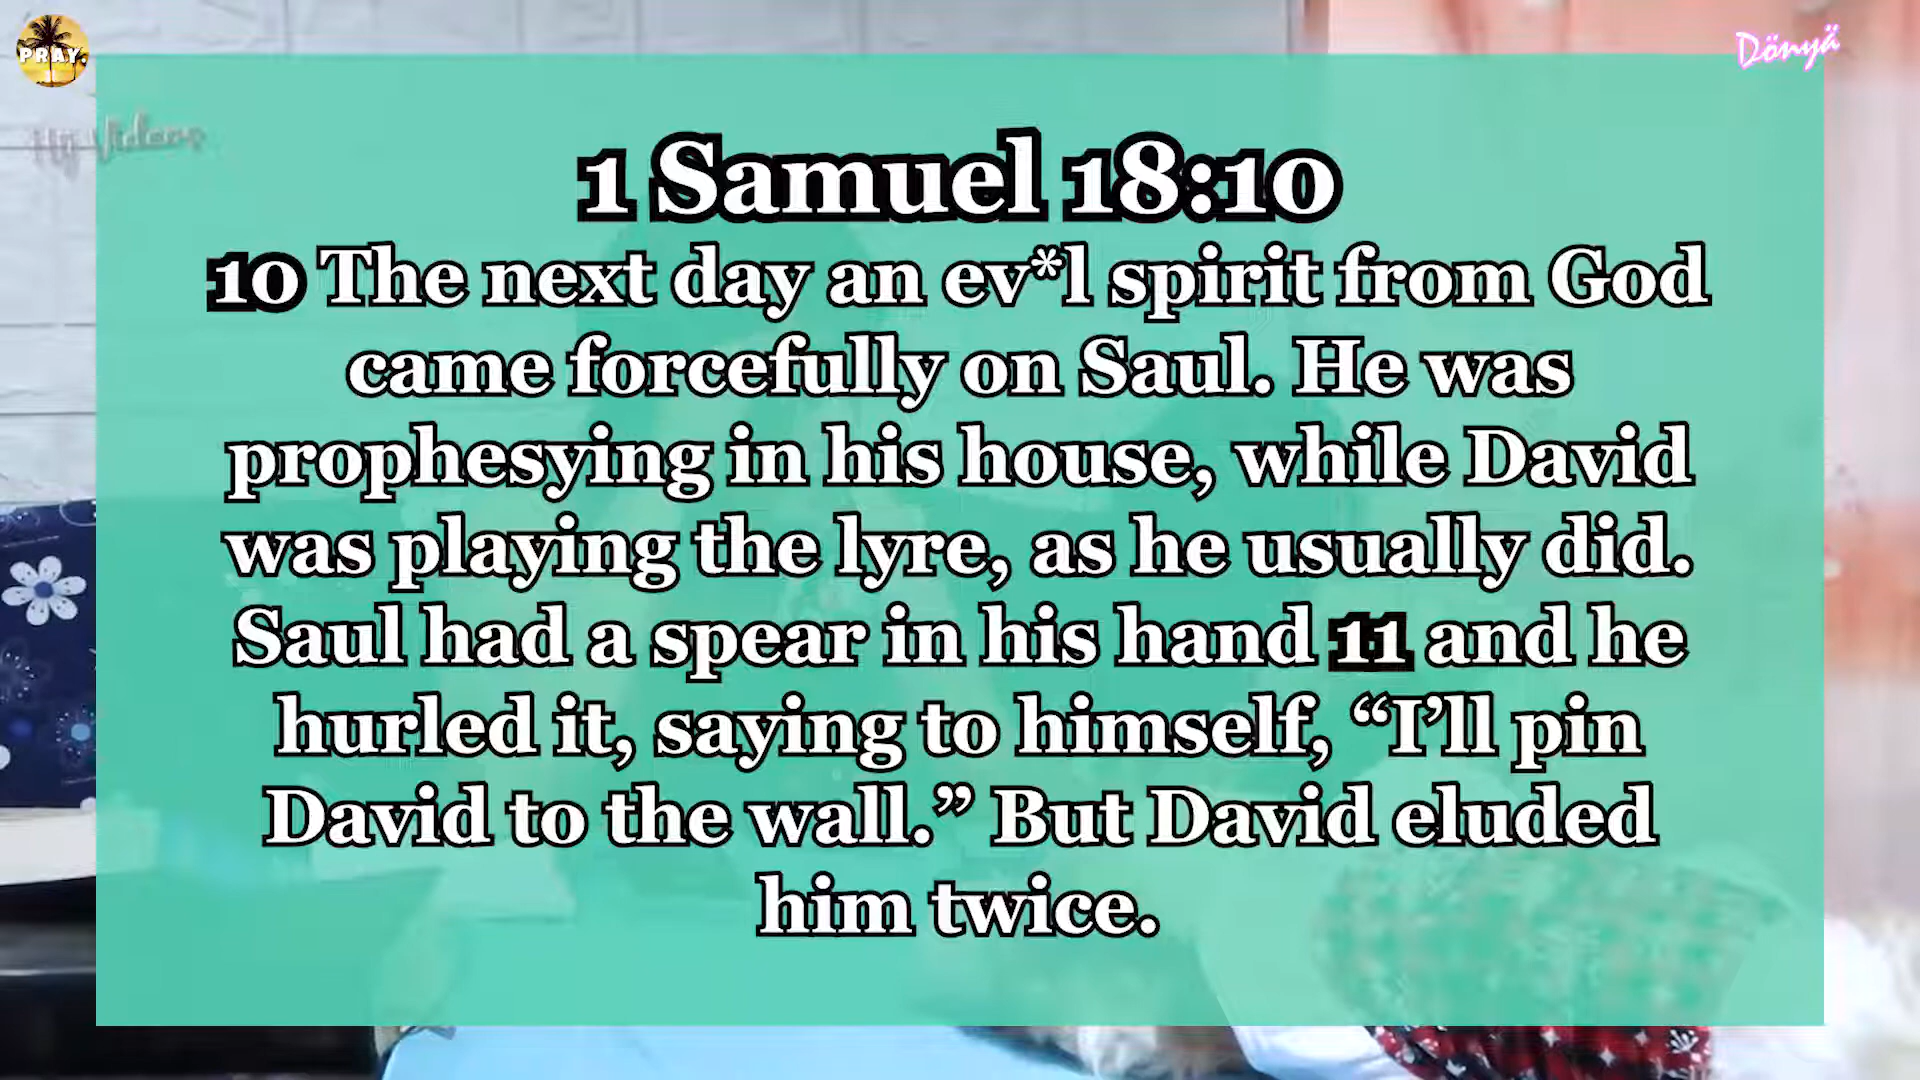 PRAY.
Dönyä
Videos
1 Samuel 18:10
10 The next day an ev*l spirit from God
came forcefully on Saul. He was
prophesying in his house, while David
was playing the lyre, as he usually did.
Saul had a spear in his hand 11 and he
hurled it, saying to himself, “I’ll pin
David to the wall.” But David eluded
him twice.